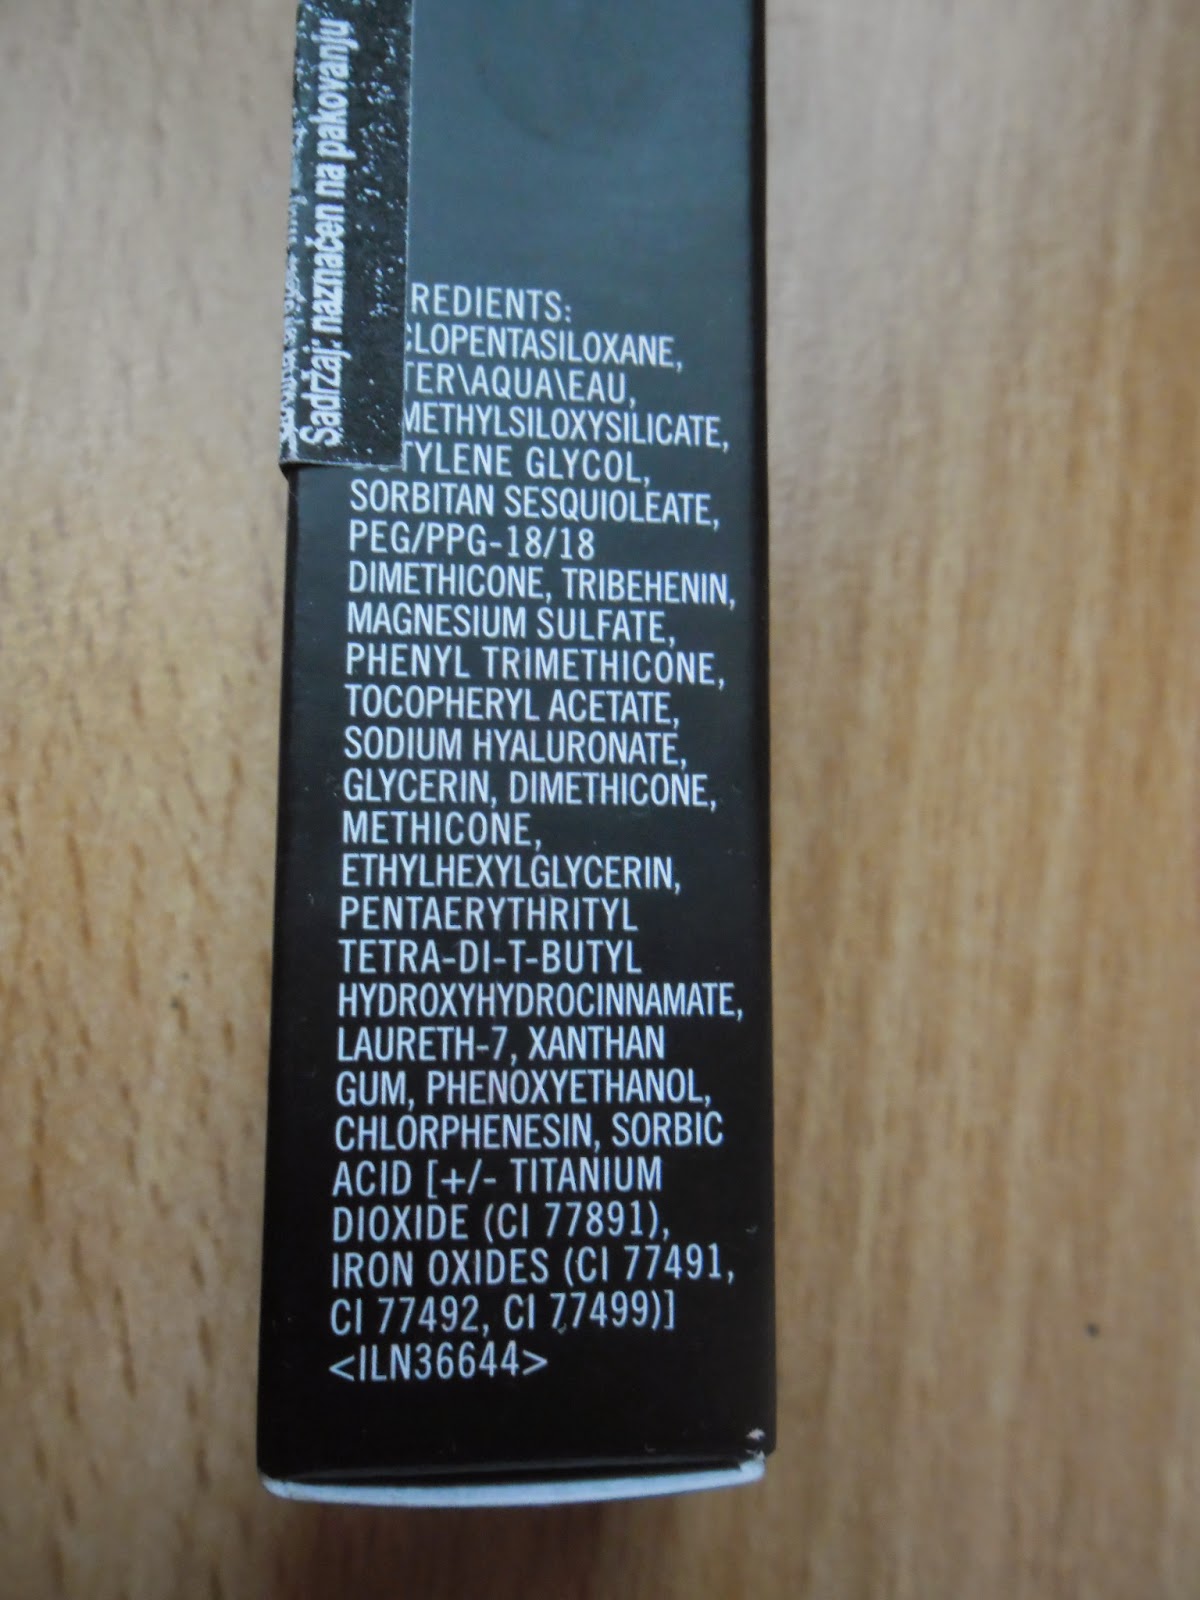 Sadržaj: naznačen na pakovanju
REDIENTS:
CLOPENTASILOXANE,
TER\AQUA\EAU,
METHYLSILOXYSILICATE,
TYLENE GLYCOL,
SORBITAN SESQUIOLEATE,
PEG/PPG-18/18
DIMETHICONE, TRIBEHENIN,
MAGNESIUM SULFATE,
PHENYL TRIMETHICONE,
TOCOPHERYL ACETATE,
SODIUM HYALURONATE,
GLYCERIN, DIMETHICONE,
METHICONE,
ETHYLHEXYLGLYCERIN,
PENTAERYTHRITYL
TETRA-DI-T-BUTYL
HYDROXYHYDROCINNAMATE,
LAURETH-7, XANTHAN
GUM, PHENOXYETHANOL,
CHLORPHENESIN, SORBIC
ACID [+/- TITANIUM
DIOXIDE (CI 77891),
IRON OXIDES (CI 77491,
CI 77492, CI 77499)]
<ILN36644>